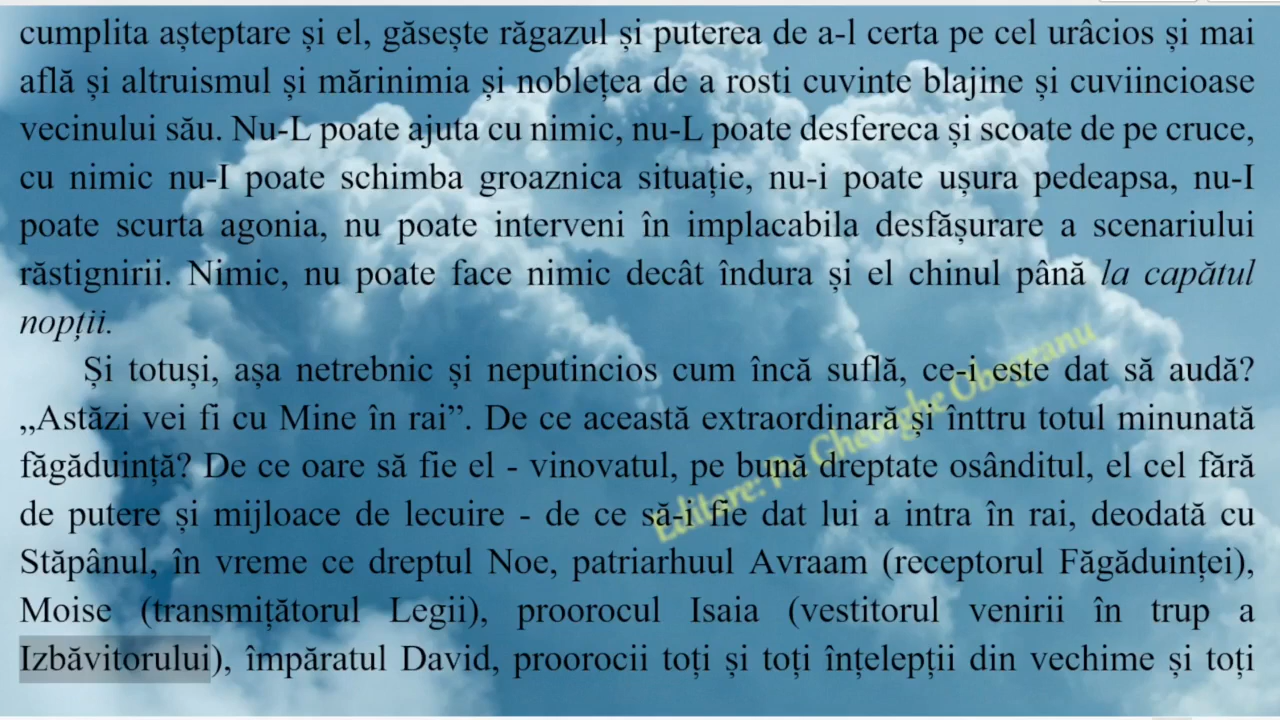 cumplita așteptare și el, găsește răgazul și puterea de a-l certa pe cel urâcios și mai
află și altruismul și mărinimia și noblețea de a rosti cuvinte blajine și cuviincioase
vecinului său. Nu-L poate ajuta cu nimic, nu-L poate desfereca și scoate de pe cruce,
cu nimic nu-I poate schimba groaznica situație, nu-i poate ușura pedeapsa, nu-I
poate scurta agonia, nu poate interveni în implacabila desfășurare a scenariului
răstignirii. Nimic, nu poate face nimic decât îndura și el chinul până la capătul
nopții.
Și totuși, așa netrebnic și neputincios cum încă suflă, ce-i este dat să audă?
„Astăzi vei fi cu Mine în rai”. De ce această extraordinară și înttru totul minunată
făgăduință? De ce oare să fie el - vinovatul, pe bună dreptate osânditul, el cel fără
de putere și mijloace de lecuire - de ce să-i fie dat lui a intra în rai, deodată cu
Stăpânul, în vreme ce dreptul Noe, patriarhuul Avraam (receptorul Făgăduinței),
Moise (transmițătorul Legii), proorocul Isaia (vestitorul venirii în trup a
Izbăvitorului), împăratul David, proorocii toți și toți înțelepții din vechime și toți
Editare: Gheorghe